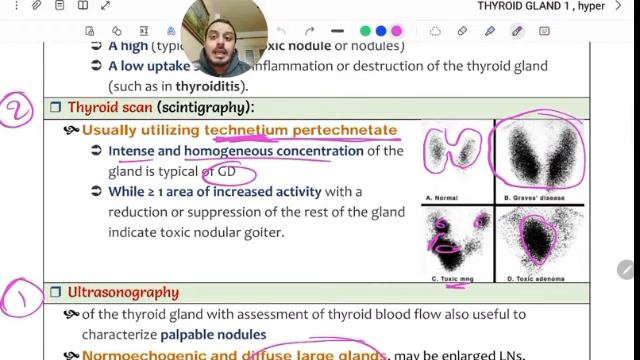 THYROID GLAND 1 , hyper
A high (typic
oxic nodule or nodules)
A low uptake
inflammation or destruction of the thyroid gland
(such as in thyroiditis).
2
Thyroid scan (scintigraphy):
Usually utilizing technetium pertechnetate
Intense and homogeneous concentration of the
gland is typical of GD
While ≥ 1 area of increased activity with a
reduction or suppression of the rest of the gland
indicate toxic nodular goiter.
A. Normal
B. Graves' disease
C. Toxic mng
D. Toxic adenoma
1
Ultrasonography
of the thyroid gland with assessment of thyroid blood flow also useful to
characterize palpable nodules
Normoechogenic and diffuse large glands, may be enlarged LNs.